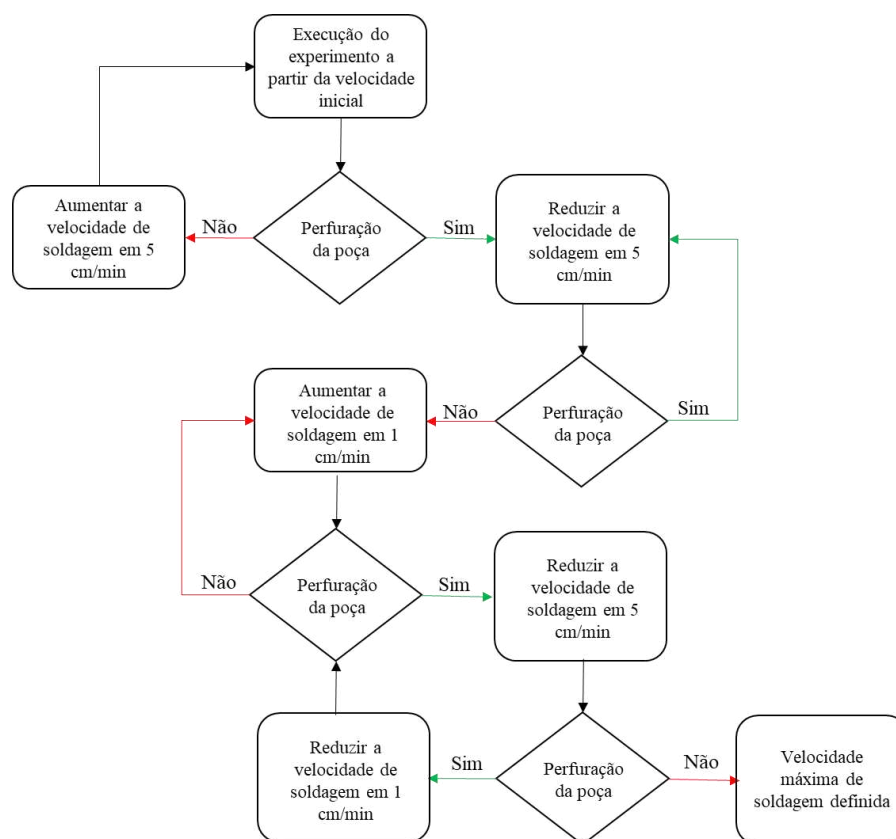 Execução do
experimento a
partir da velocidade
inicial
Aumentar a
velocidade de
soldagem em 5
cm/min
Não
Perfuração
da poça
Sim
Reduzir a
velocidade de
soldagem em 5
cm/min
Aumentar a
velocidade de
soldagem em 1
cm/min
Não
Perfuração
da poça
Sim
Não
Perfuração
da poça
Sim
Reduzir a
velocidade de
soldagem em 5
cm/min
Reduzir a
velocidade de
soldagem em 1
cm/min
Sim
Perfuração
da poça
Não
Velocidade
máxima de
soldagem definida